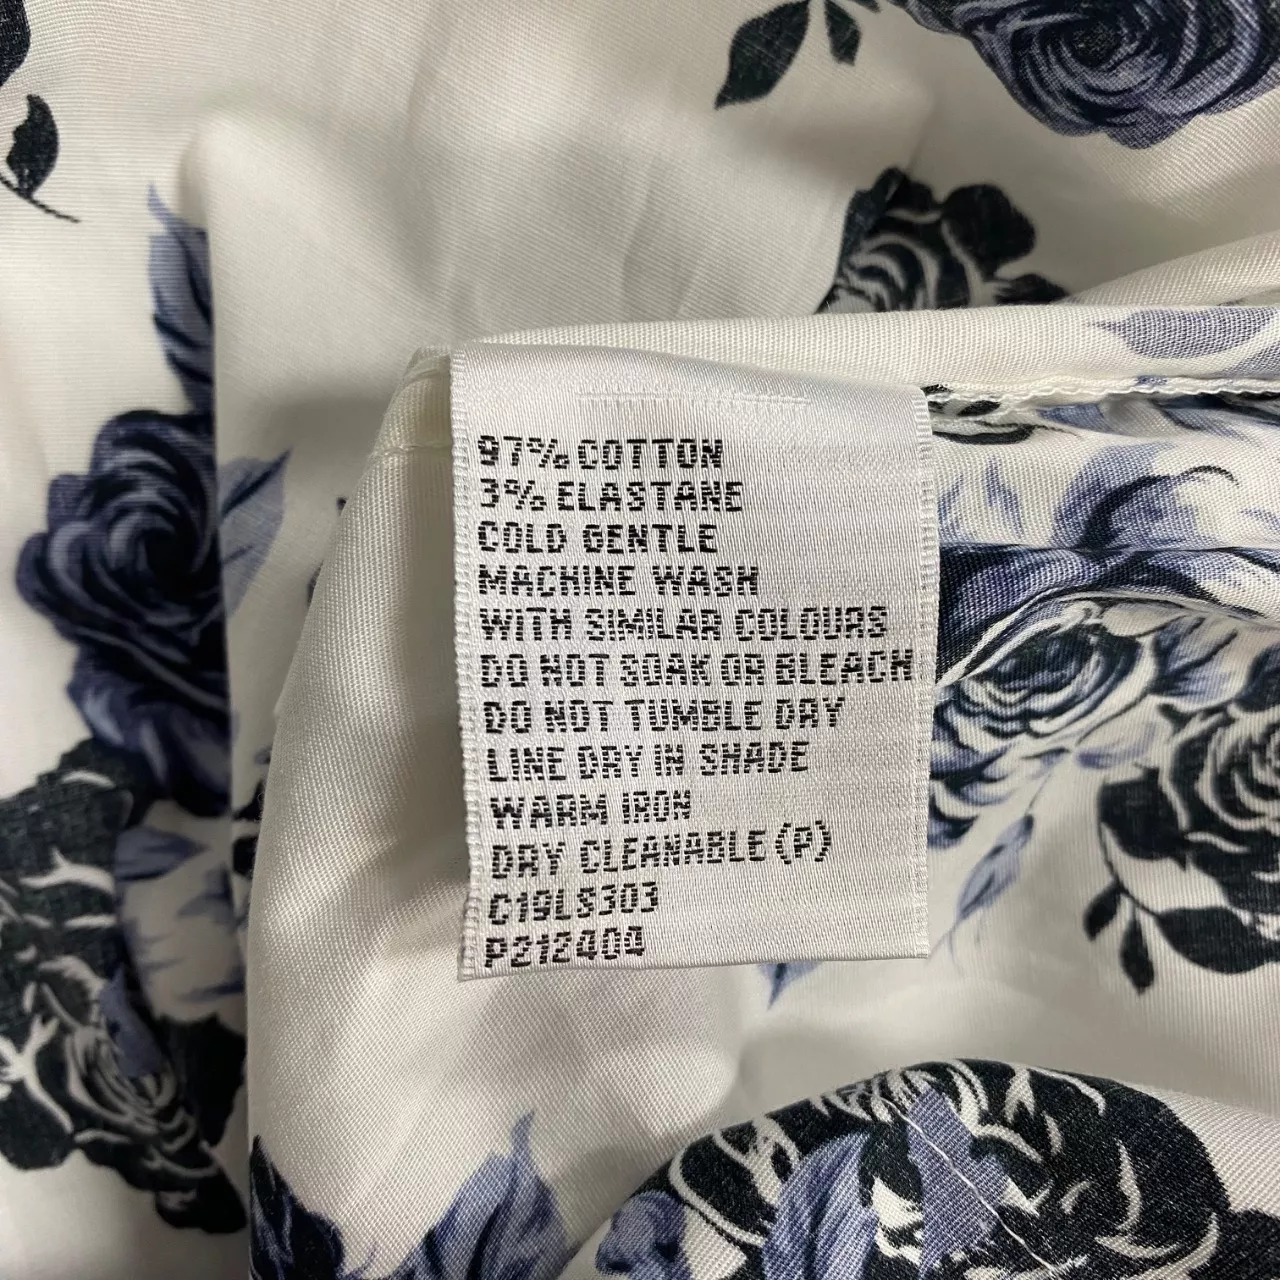 97% COTTON
3% ELASTANE
COLD GENTLE
MACHINE WASH
WITH SIMILAR COLOURS
DO NOT SOAK OR BLEACH
DO NOT TUMBLE DRY
LINE DRY IN SHADE
WARM IRON
DRY CLEANABLE (P)
C19LS303
P212404